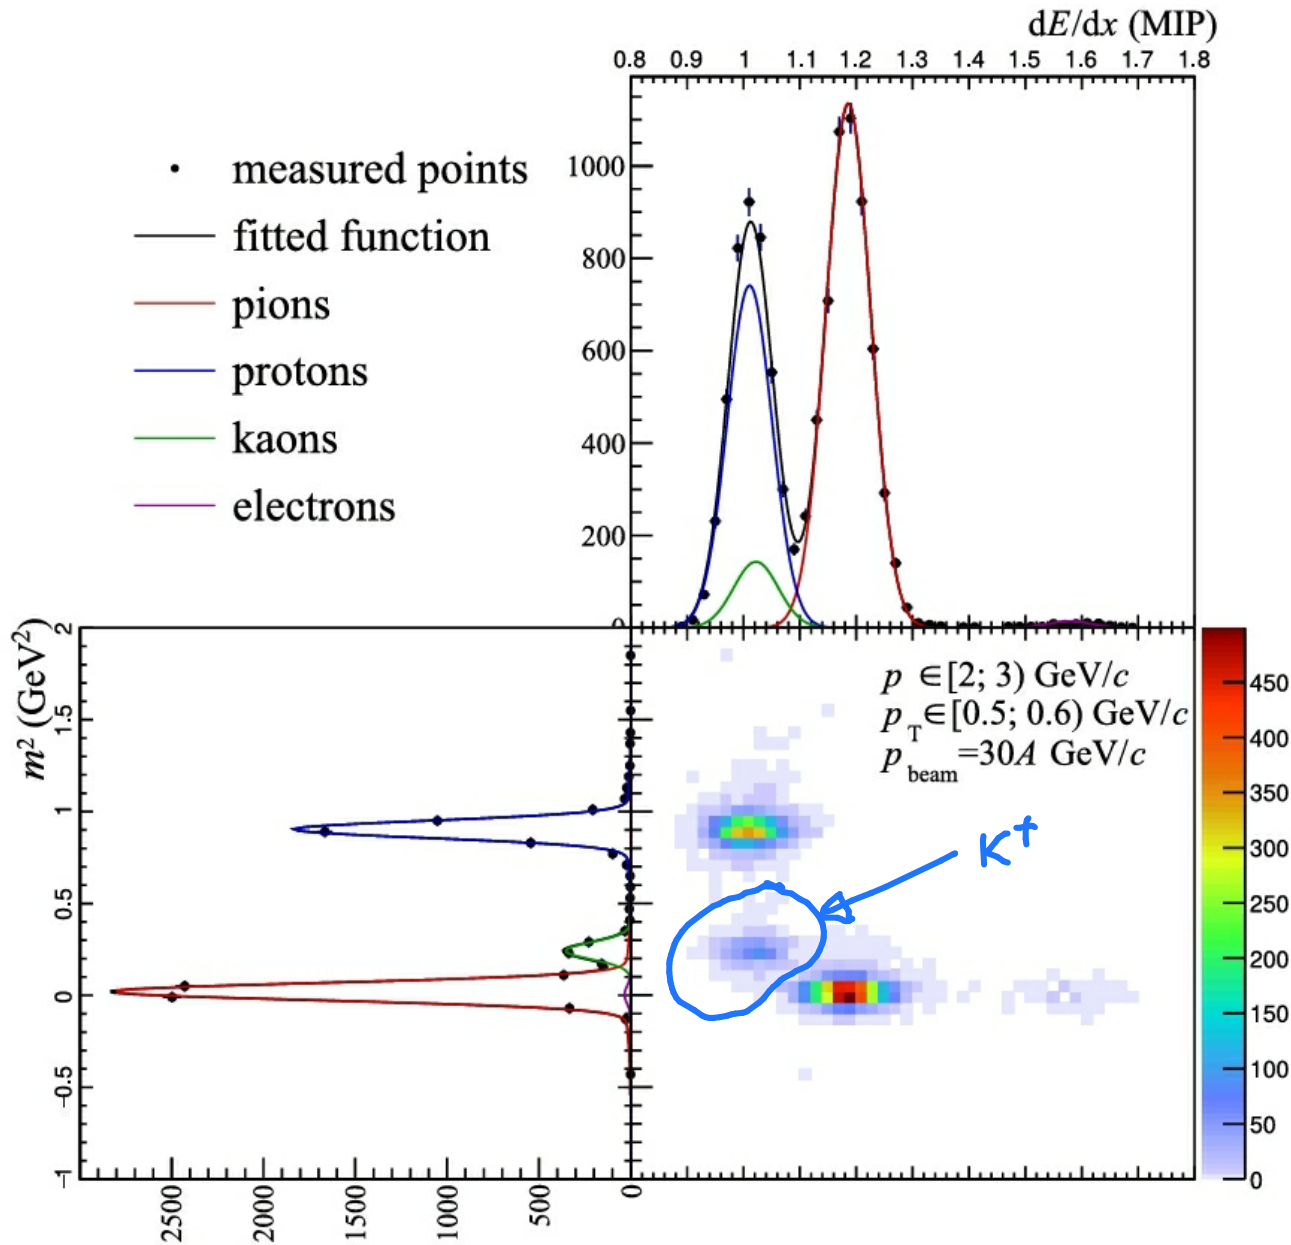 dE/dx (MIP)
0.8 0.9 1 1.1 1.2 1.3 1.4 1.5 1.6 1.7 1.8
measured points
fitted function
pions
protons
kaons
electrons
1000
800
600
400
200
0
m² (GeV²)
2
1.5
1
0.5
0
−0.5
−1
2500 2000 1500 1000 500 0
p ∈[2; 3) GeV/c
p_T∈[0.5; 0.6) GeV/c
p_beam=30A GeV/c
K⁺
450
400
350
300
250
200
150
100
50
0